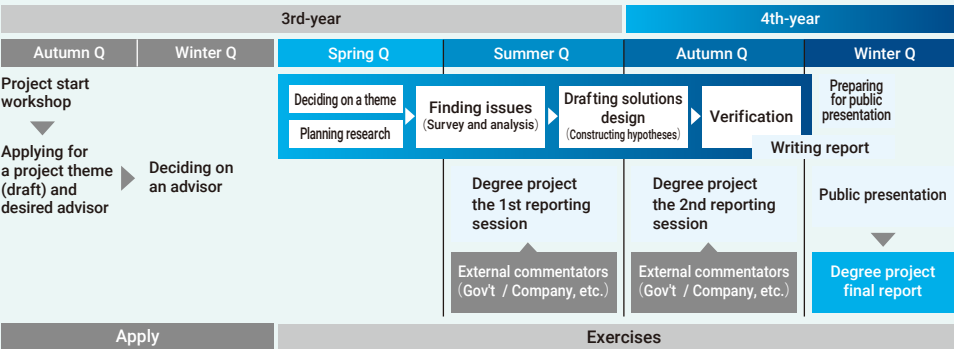 3rd-year
4th-year
Autumn Q
Winter Q
Spring Q
Summer Q
Autumn Q
Winter Q
Project start
workshop
Applying for
a project theme
(draft) and
desired advisor
Deciding on
an advisor
Deciding on a theme
Planning research
Finding issues
(Survey and analysis)
Drafting solutions
design
(Constructing hypotheses)
Verification
Preparing
for public
presentation
Writing report
Degree project
the 1st reporting
session
External commentators
(Gov't / Company, etc.)
Degree project
the 2nd reporting
session
External commentators
(Gov't / Company, etc.)
Public presentation
Degree project
final report
Apply
Exercises